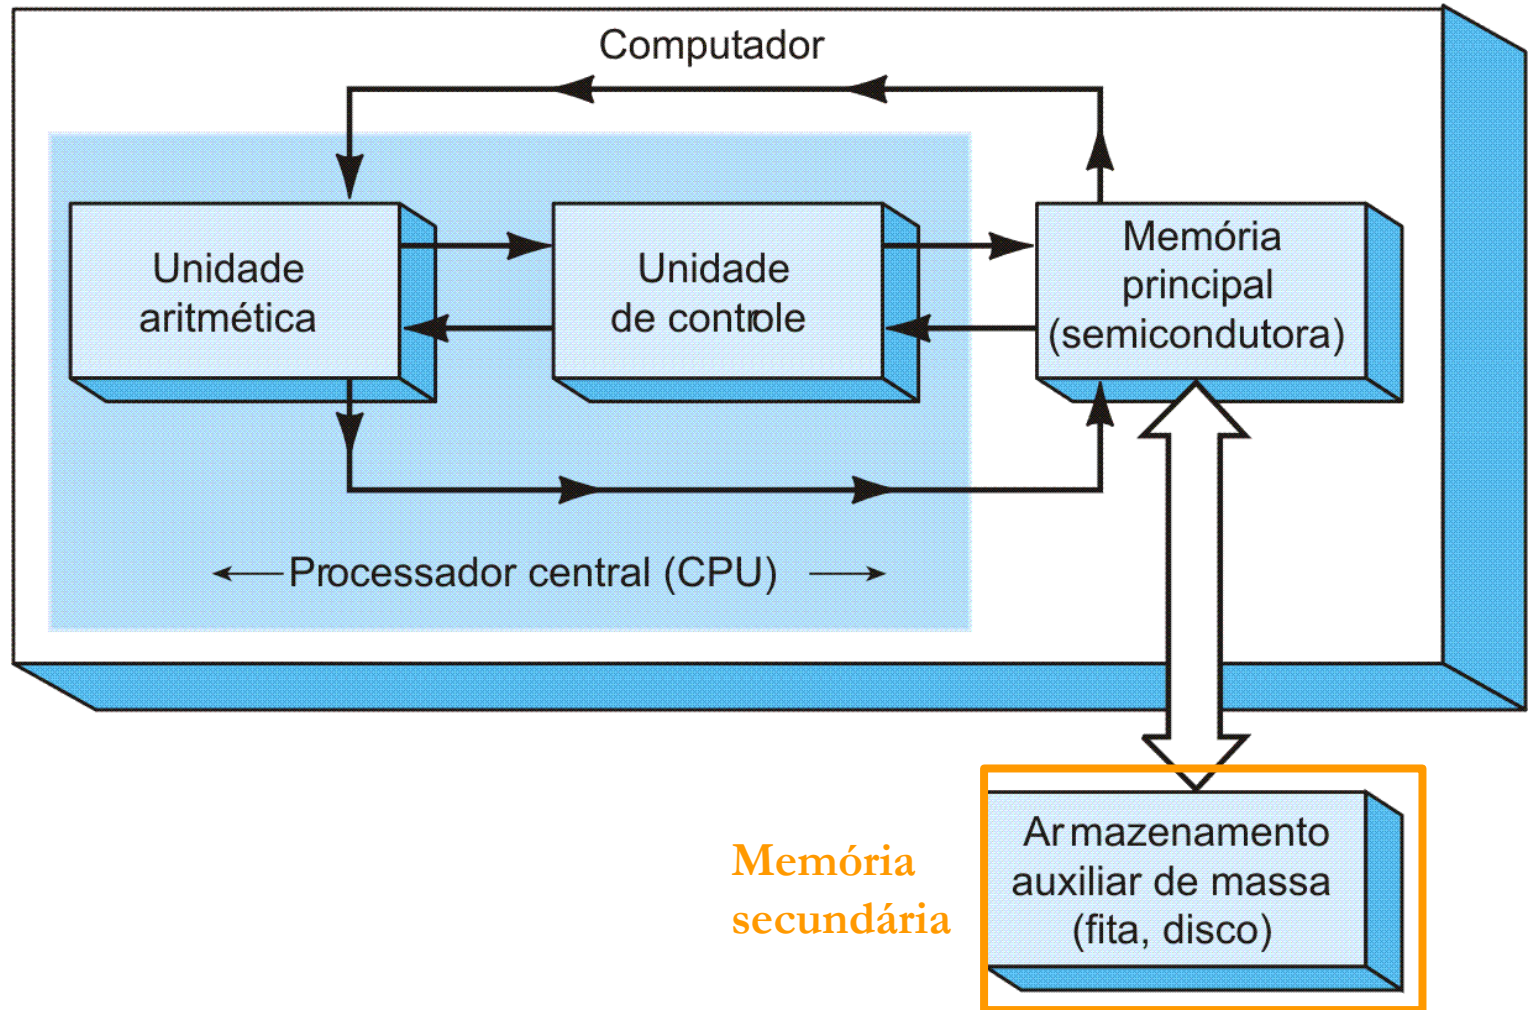 Computador
Unidade
aritmética
Unidade
de controle
Memória
principal
(semicondutora)
Processador central (CPU)
Memória
secundária
Armazenamento
auxiliar de massa
(fita, disco)